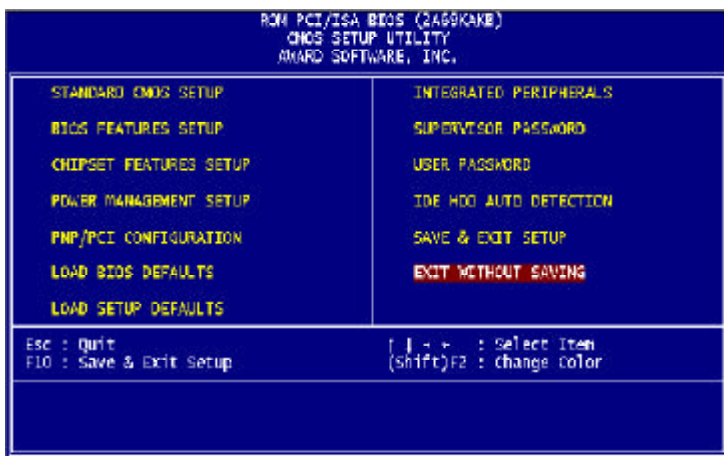 ROM PCI/ISA BIOS (2A69KAKB)
CMOS SETUP UTILITY
AWARD SOFTWARE, INC.
STANDARD CMOS SETUP
BIOS FEATURES SETUP
CHIPSET FEATURES SETUP
POWER MANAGEMENT SETUP
PNP/PCI CONFIGURATION
LOAD BIOS DEFAULTS
LOAD SETUP DEFAULTS
INTEGRATED PERIPHERALS
SUPERVISOR PASSWORD
USER PASSWORD
IDE HDD AUTO DETECTION
SAVE & EXIT SETUP
EXIT WITHOUT SAVING
Esc : Quit
F10 : Save & Exit Setup
: Select Item
(Shift)F2 : Change Color